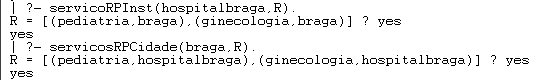 | ?- servicoRPInst(hospitalbraga,R).
R = [(pediatria,braga),(ginecologia,braga)] ? yes
yes
| ?- servicosRPCidade(braga,R).
R = [(pediatria,hospitalbraga),(ginecologia,hospitalbraga)] ? yes
yes